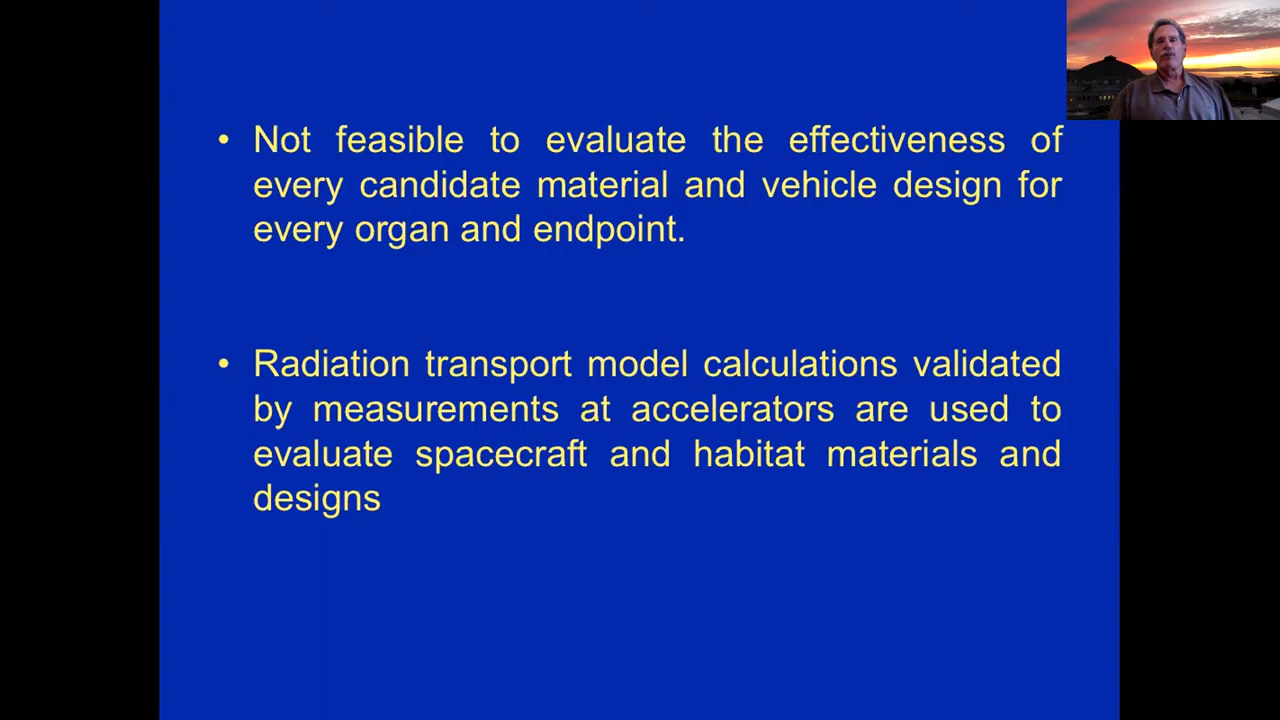 • Not feasible to evaluate the effectiveness of
every candidate material and vehicle design for
every organ and endpoint.
• Radiation transport model calculations validated
by measurements at accelerators are used to
evaluate spacecraft and habitat materials and
designs